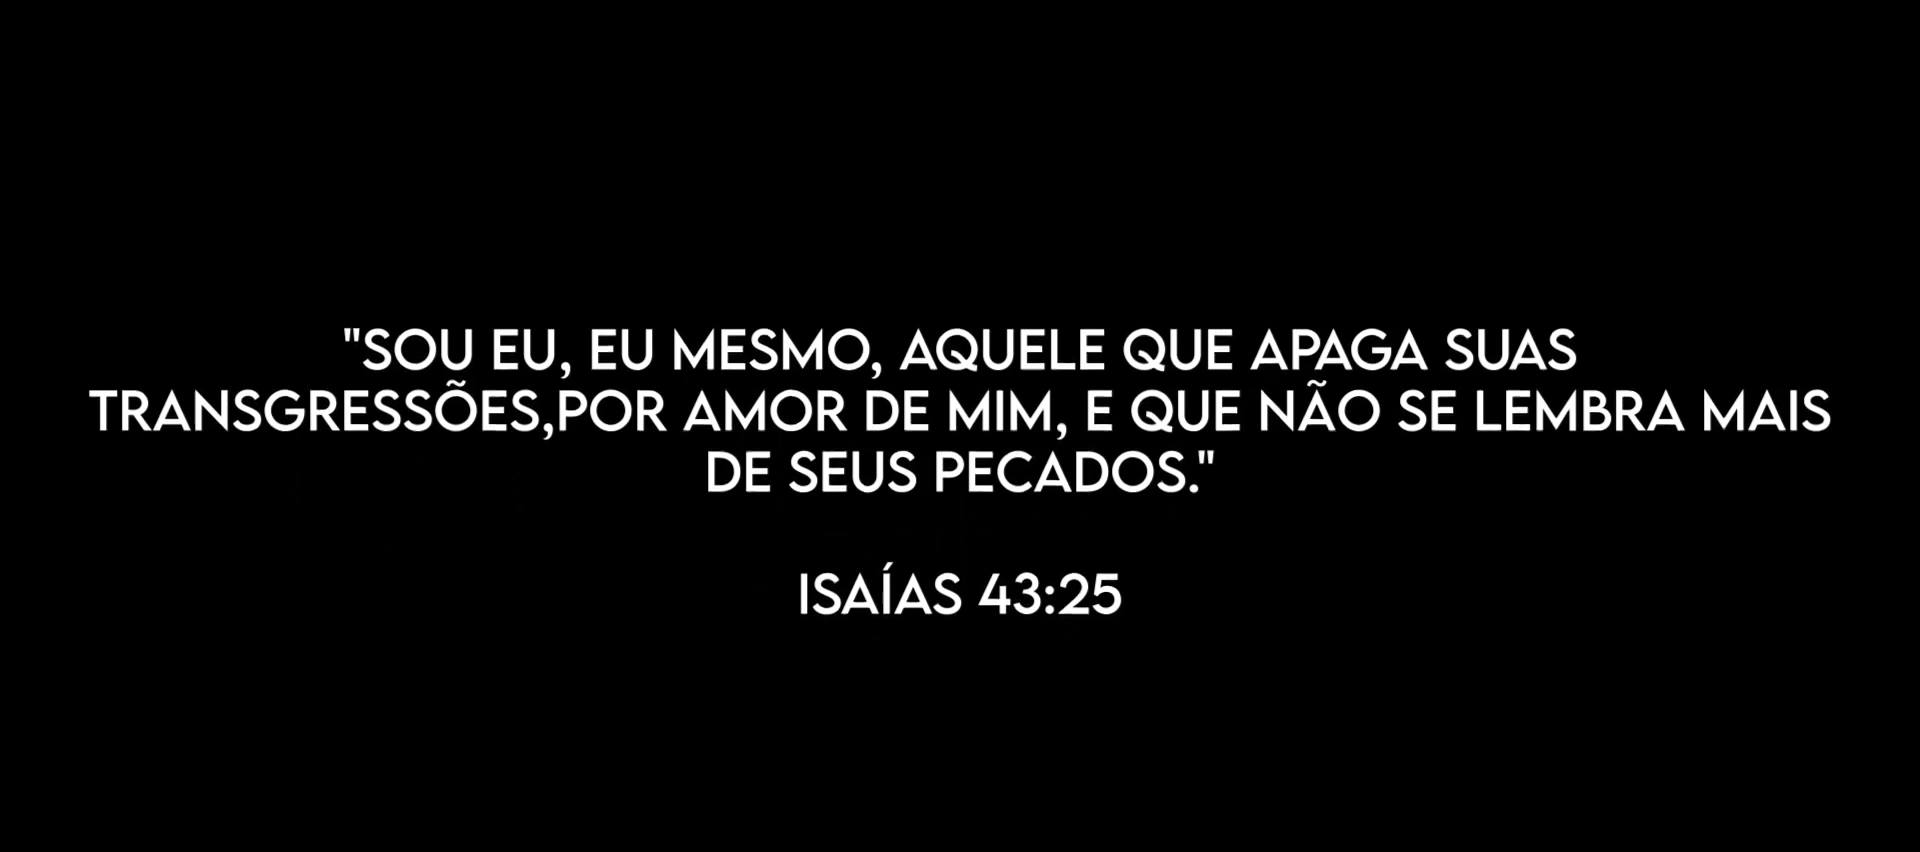 "SOU EU, EU MESMO, AQUELE QUE APAGA SUAS
TRANSGRESSÕES,POR AMOR DE MIM, E QUE NÃO SE LEMBRA MAIS
DE SEUS PECADOS."
ISAÍAS 43:25